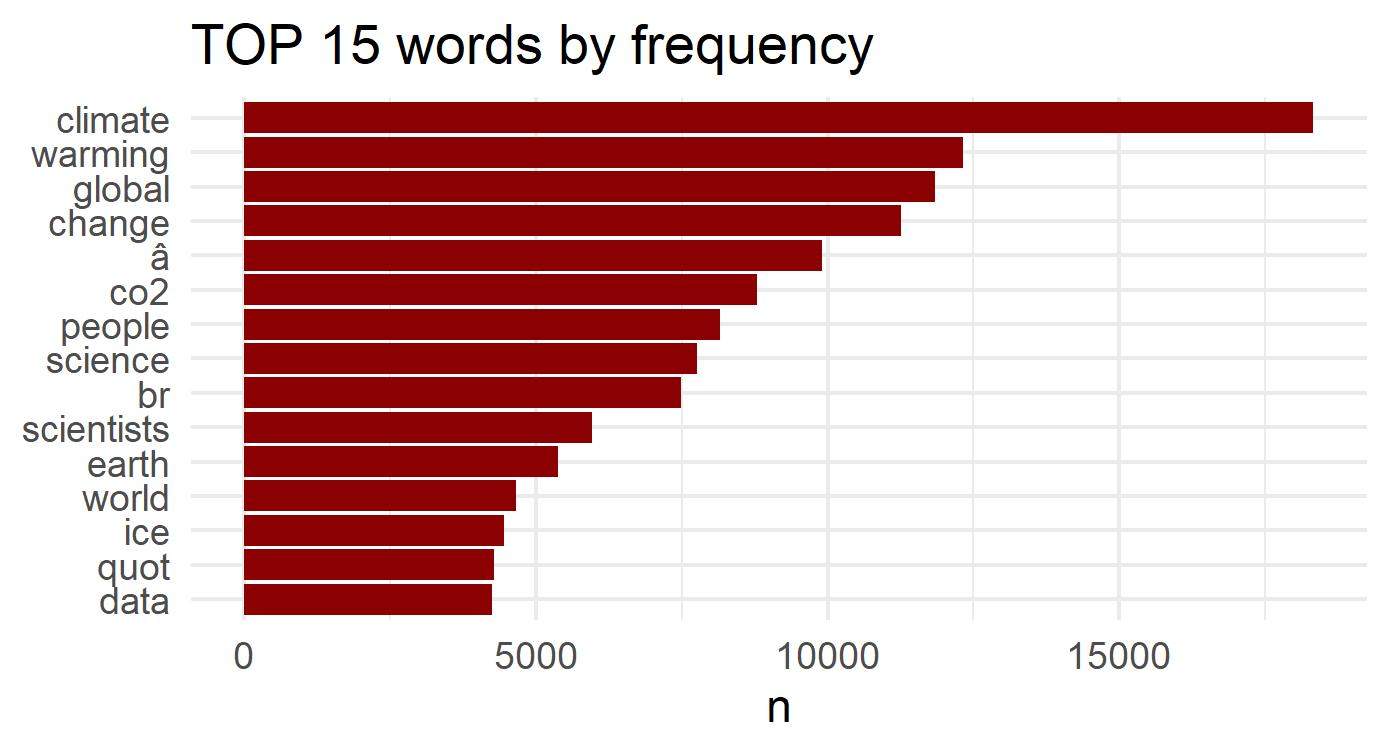 TOP 15 words by frequency
climate
warming
global
change
â
co2
people
science
br
scientists
earth
world
ice
quot
data
0 5000 10000 15000
n